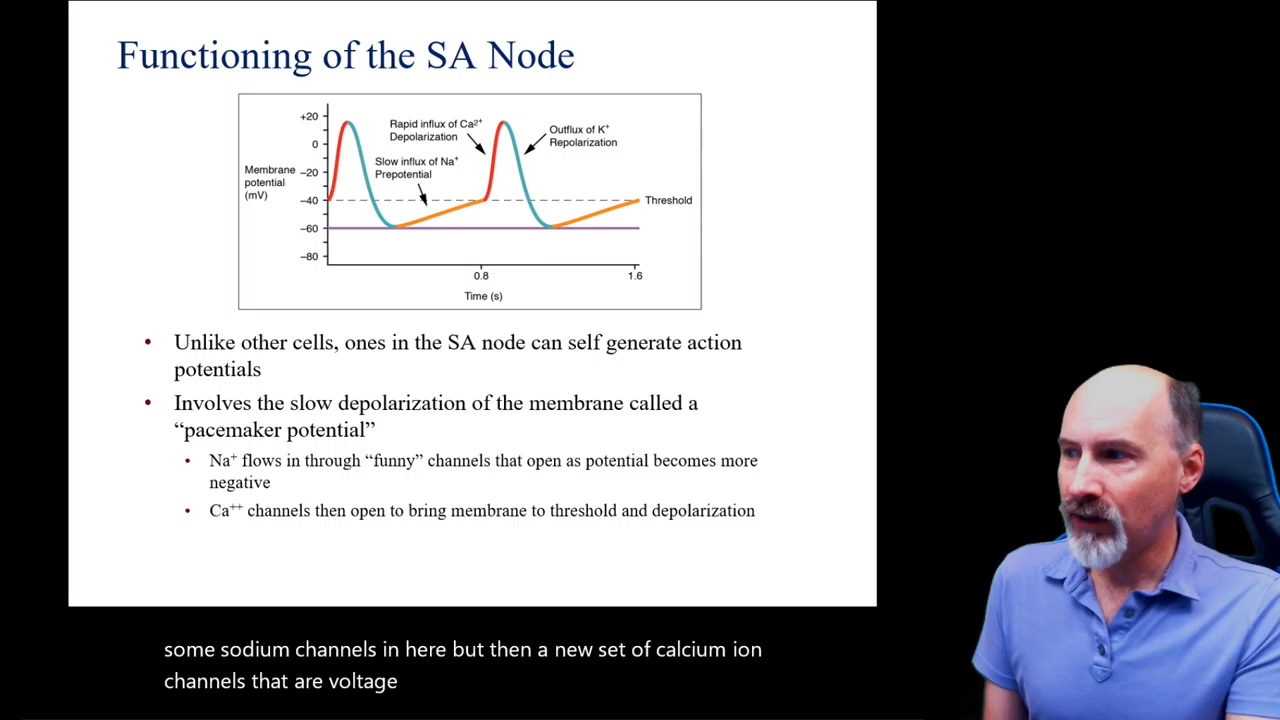 Functioning of the SA Node
+20
0
−20
−40
−60
−80
Membrane
potential
(mV)
Rapid influx of Ca²⁺
Depolarization
Outflux of K⁺
Repolarization
Slow influx of Na⁺
Prepotential
Threshold
0.8
1.6
Time (s)
• Unlike other cells, ones in the SA node can self generate action
potentials
• Involves the slow depolarization of the membrane called a
“pacemaker potential”
• Na⁺ flows in through “funny” channels that open as potential becomes more
negative
• Ca⁺⁺ channels then open to bring membrane to threshold and depolarization
some sodium channels in here but then a new set of calcium ion
channels that are voltage